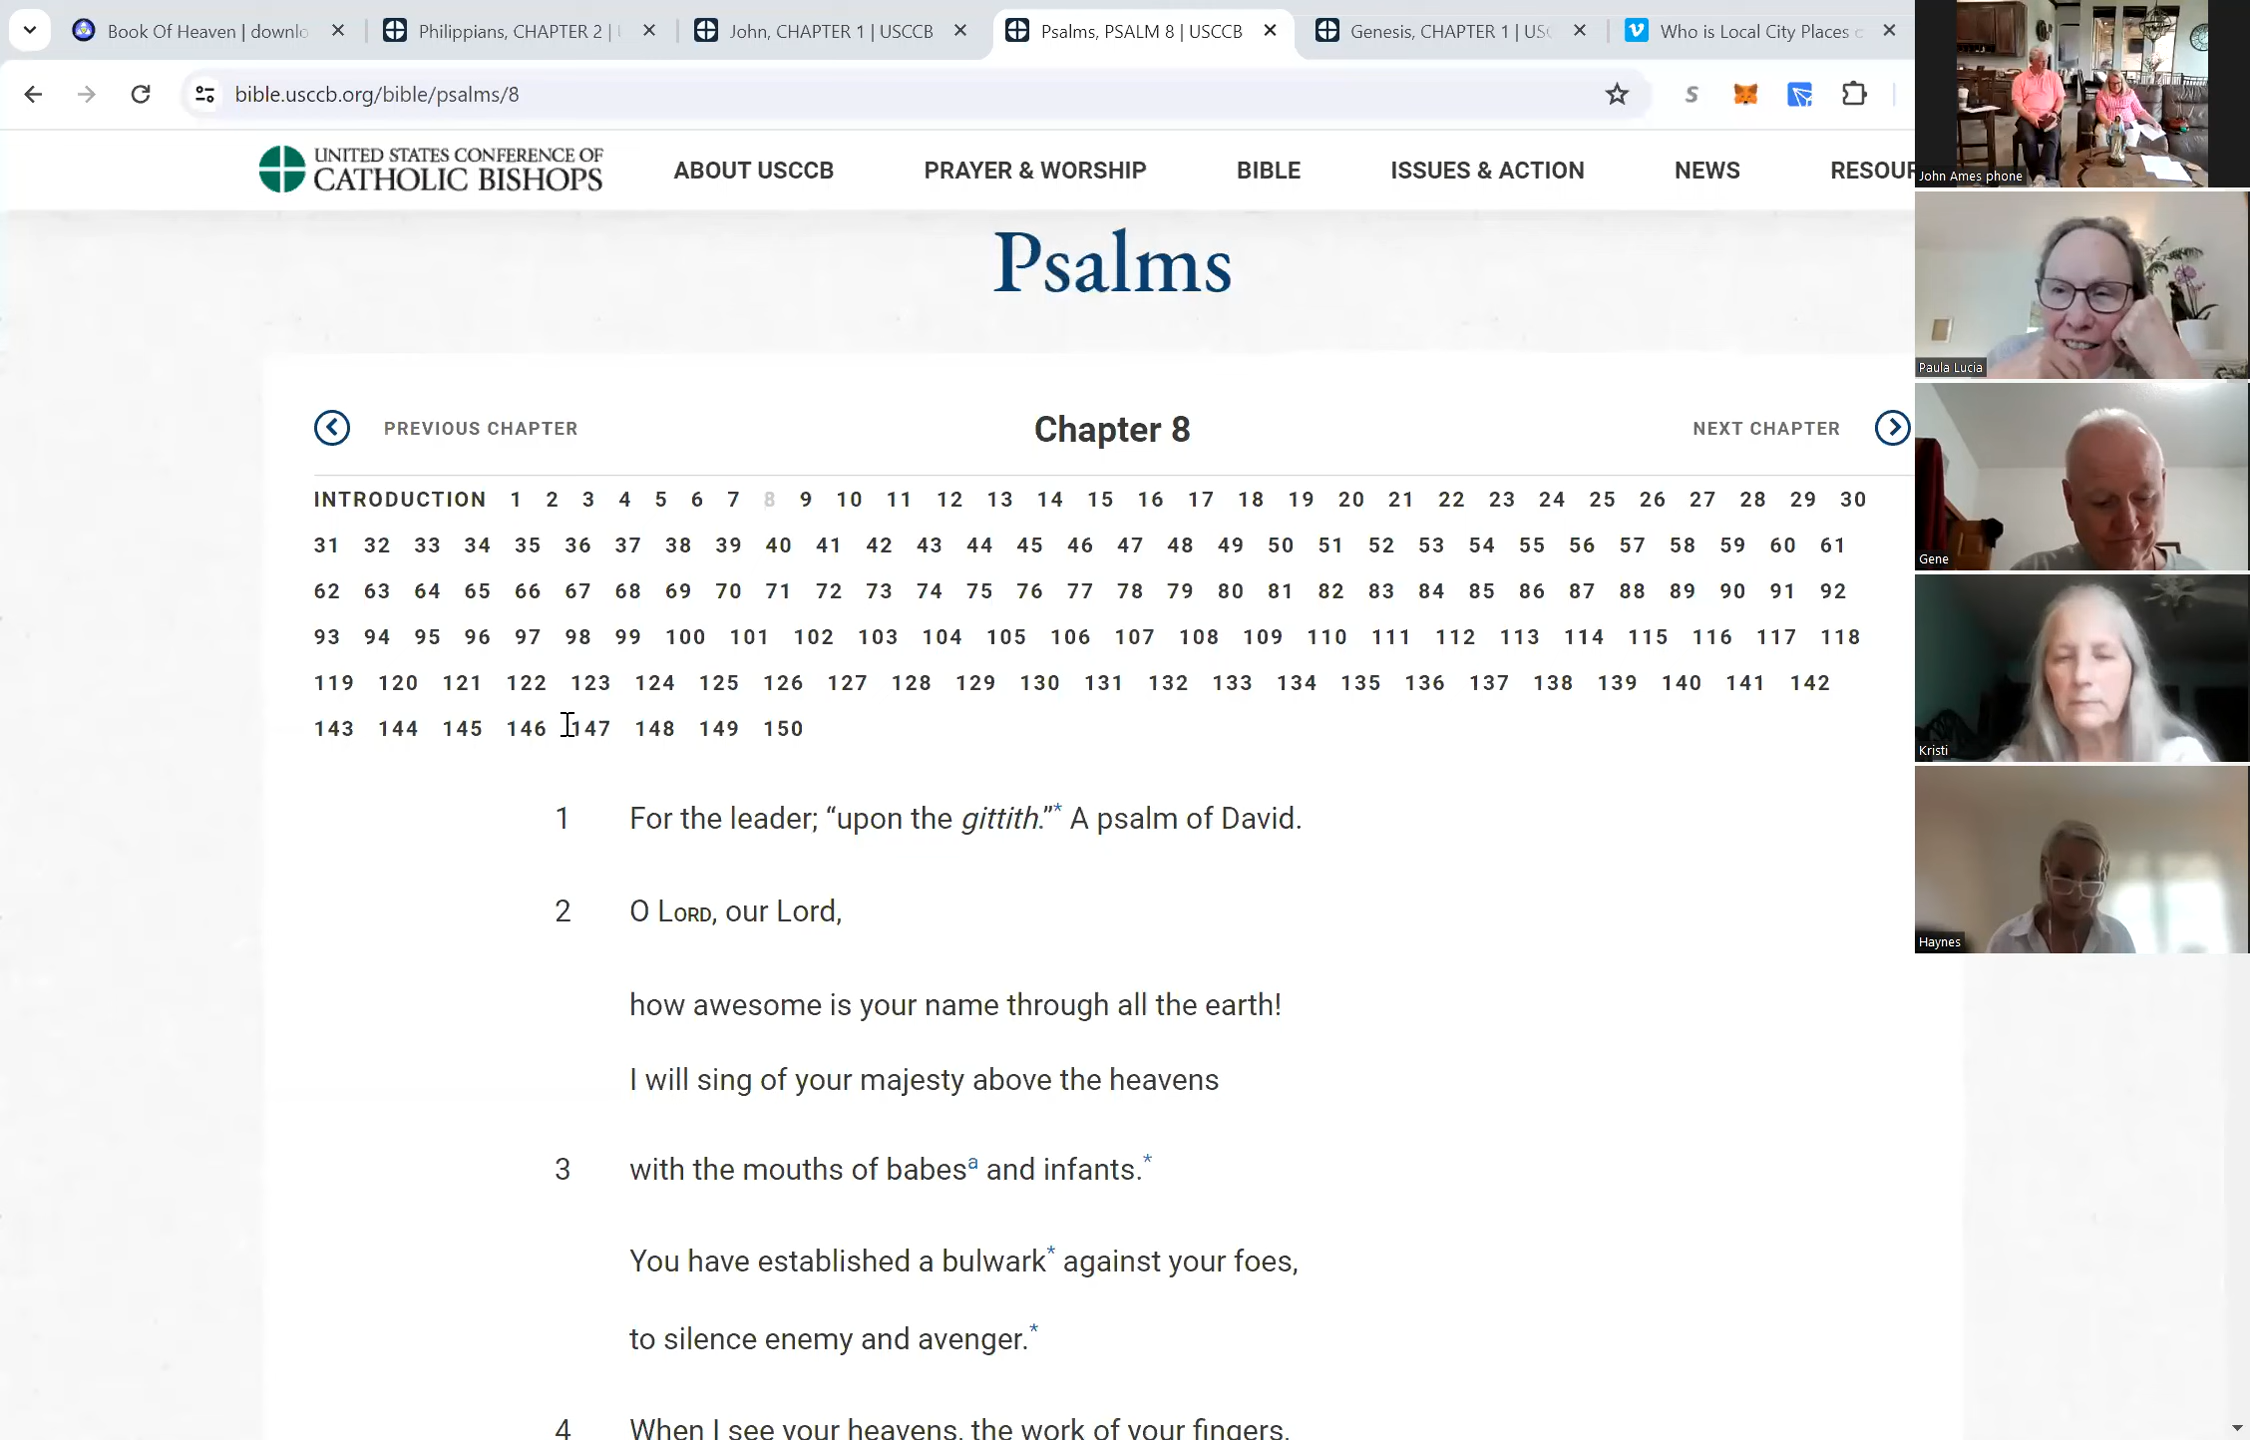 Book Of Heaven | downlo
Philippians, CHAPTER 2 | U
John, CHAPTER 1 | USCCB
Psalms, PSALM 8 | USCCB
Genesis, CHAPTER 1 | USC
Who is Local City Places c
bible.usccb.org/bible/psalms/8
UNITED STATES CONFERENCE OF
CATHOLIC BISHOPS
ABOUT USCCB
PRAYER & WORSHIP
BIBLE
ISSUES & ACTION
NEWS
RESOUR
Psalms
PREVIOUS CHAPTER
Chapter 8
NEXT CHAPTER
INTRODUCTION 1 2 3 4 5 6 7 8 9 10 11 12 13 14 15 16 17 18 19 20 21 22 23 24 25 26 27 28 29 30
31 32 33 34 35 36 37 38 39 40 41 42 43 44 45 46 47 48 49 50 51 52 53 54 55 56 57 58 59 60 61
62 63 64 65 66 67 68 69 70 71 72 73 74 75 76 77 78 79 80 81 82 83 84 85 86 87 88 89 90 91 92
93 94 95 96 97 98 99 100 101 102 103 104 105 106 107 108 109 110 111 112 113 114 115 116 117 118
119 120 121 122 123 124 125 126 127 128 129 130 131 132 133 134 135 136 137 138 139 140 141 142
143 144 145 146 147 148 149 150
1 For the leader; “upon the gittith.”* A psalm of David.
2 O LORD, our Lord,
how awesome is your name through all the earth!
I will sing of your majesty above the heavens
3 with the mouths of babesa and infants.*
You have established a bulwark* against your foes,
to silence enemy and avenger.*
4 When I see your heavens, the work of your fingers,
John Ames phone
Paula Lucia
Gene
Kristi
Haynes